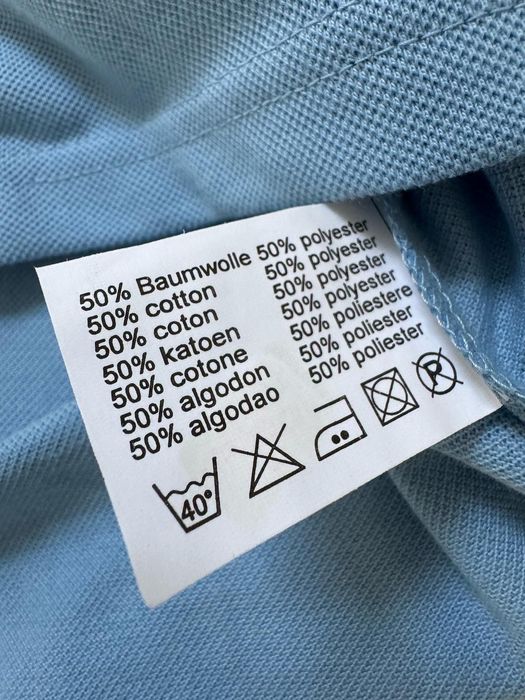 50% Baumwolle 50% polyester
50% cotton 50% polyester
50% coton 50% polyester
50% katoen 50% polyester
50% cotone 50% poliestere
50% algodon 50% poliester
50% algodao 50% poliester
40° P